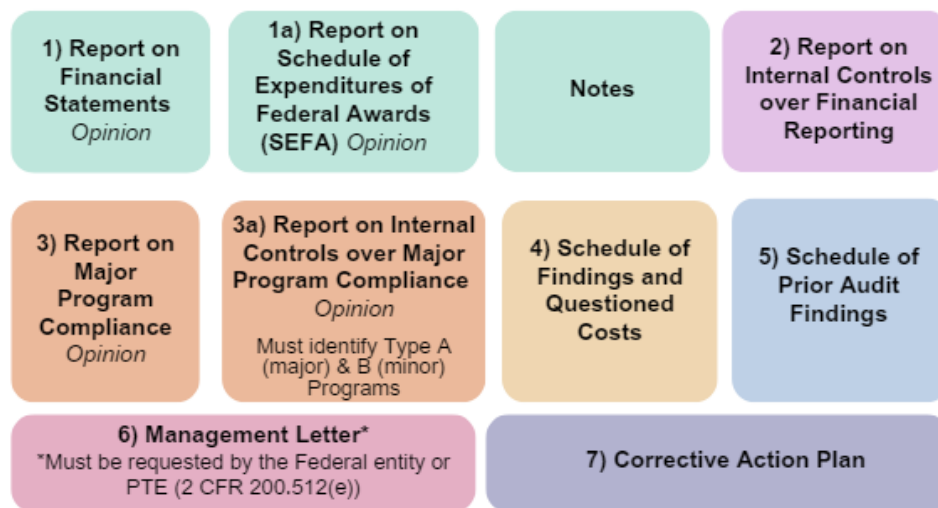 1) Report on
Financial
Statements
Opinion
1a) Report on
Schedule of
Expenditures of
Federal Awards
(SEFA) Opinion
Notes
2) Report on
Internal Controls
over Financial
Reporting
3) Report on
Major
Program
Compliance
Opinion
3a) Report on Internal
Controls over Major
Program Compliance
Opinion
Must identify Type A
(major) & B (minor)
Programs
4) Schedule of
Findings and
Questioned
Costs
5) Schedule of
Prior Audit
Findings
6) Management Letter*
*Must be requested by the Federal entity or
PTE (2 CFR 200.512(e))
7) Corrective Action Plan